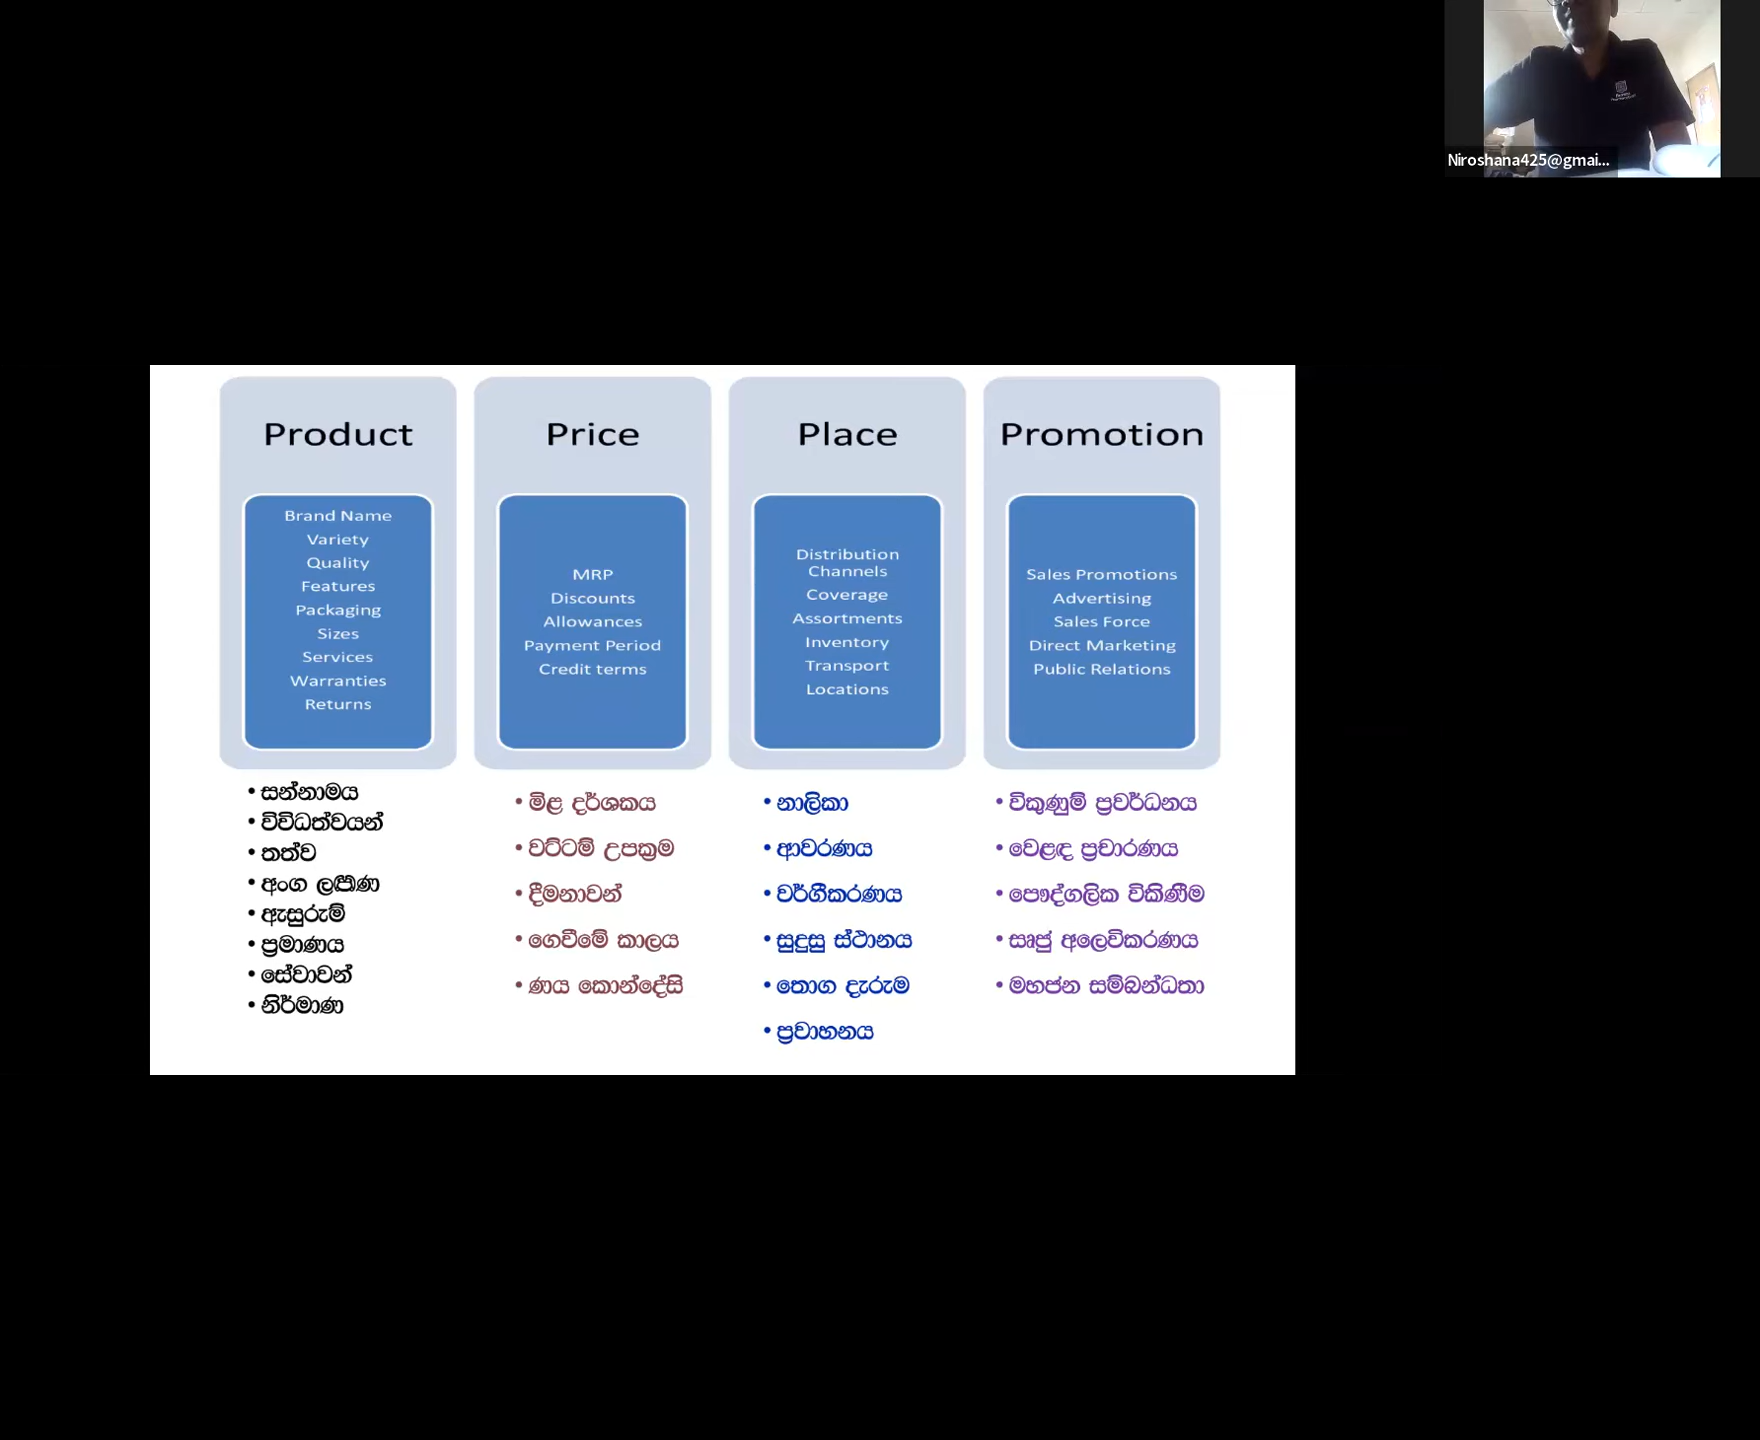 Niroshana425@gmai...
Product
Brand Name
Variety
Quality
Features
Packaging
Sizes
Services
Warranties
Returns
• සන්නාමය
• විවිධත්වයන්
• තත්ව
• අංග ලක්‍ෂණ
• ඇසුරුම්
• ප්‍රමාණය
• සේවාවන්
• නිර්මාණ
Price
MRP
Discounts
Allowances
Payment Period
Credit terms
• මිළ දර්ශකය
• වට්ටම් උපක්‍රම
• දීමනාවන්
• ගෙවීමේ කාලය
• ණය කොන්දේසි
Place
Distribution
Channels
Coverage
Assortments
Inventory
Transport
Locations
• නාලිකා
• ආවරණය
• වර්ගීකරණය
• සුදුසු ස්ථානය
• තොග දැරුම
• ප්‍රවාහනය
Promotion
Sales Promotions
Advertising
Sales Force
Direct Marketing
Public Relations
• විකුණුම් ප්‍රවර්ධනය
• වෙළඳ ප්‍රචාරණය
• පෞද්ගලික විකිණීම
• සෘජු අලෙවිකරණය
• මහජන සම්බන්ධතා